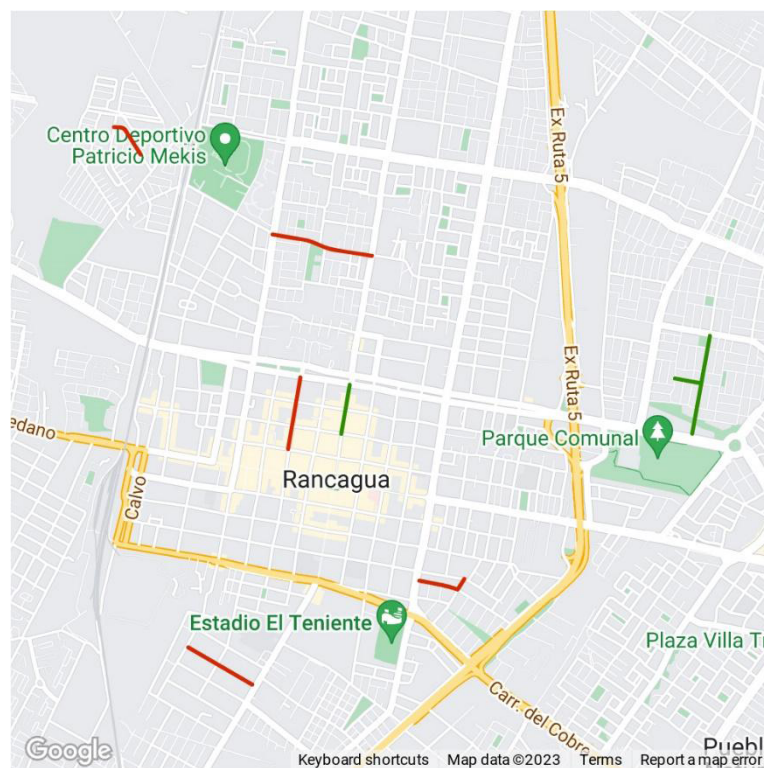 Ex Ruta 5
Centro Deportivo
Patricio Mekis
Ex Ruta 5
edano
Parque Comunal
Rancagua
Calvo
Estadio El Teniente
Plaza Villa Tr
Carr. del Cobre
Puebl
Google
Keyboard shortcuts
Map data ©2023
Terms
Report a map error